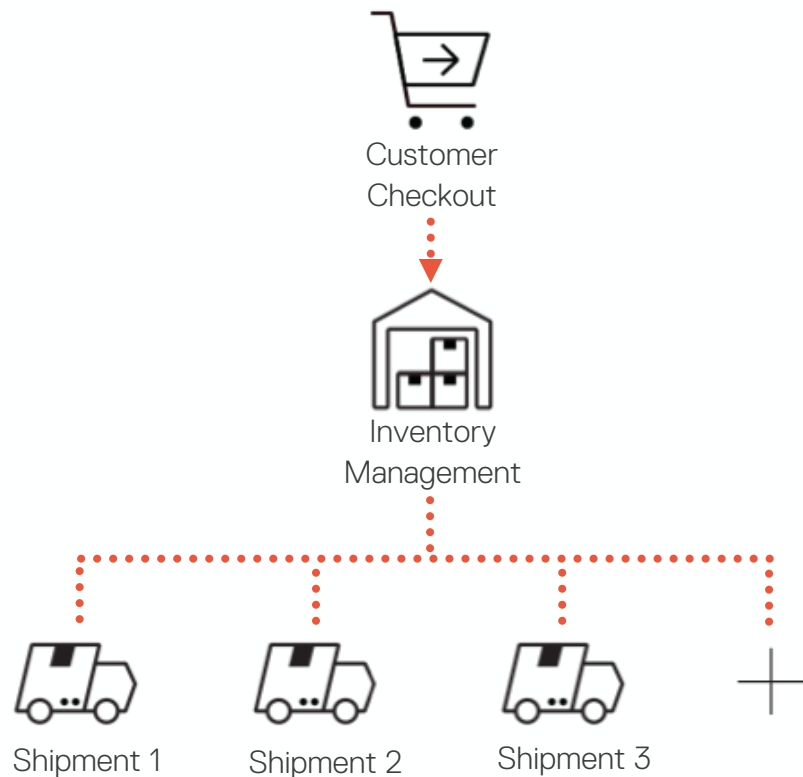 Customer
Checkout
Inventory
Management
Shipment 1
Shipment 2
Shipment 3